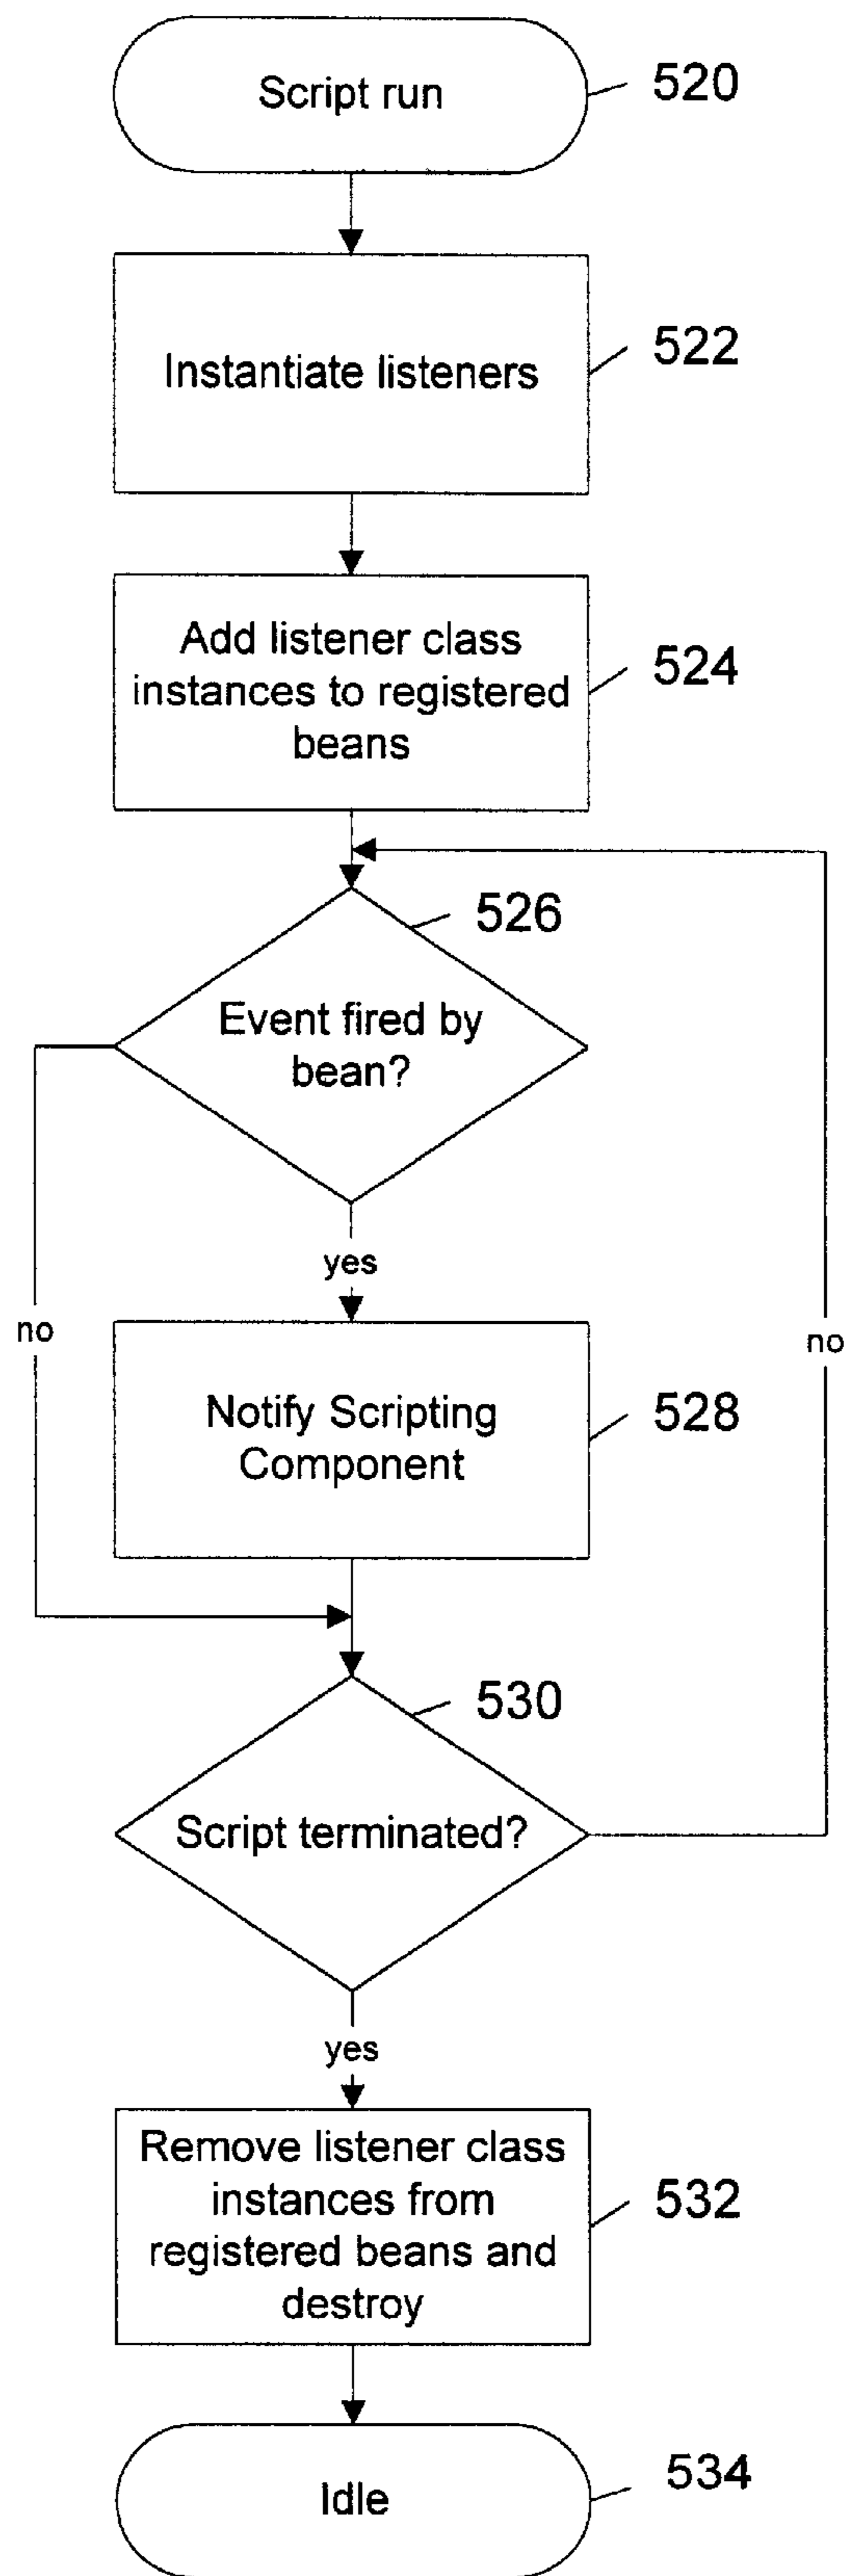 Script run
520
Instantiate listeners
522
Add listener class
instances to registered
beans
524
526
Event fired by
bean?
yes
no
no
Notify Scripting
Component
528
530
Script terminated?
yes
Remove listener class
instances from
registered beans and
destroy
532
Idle
534